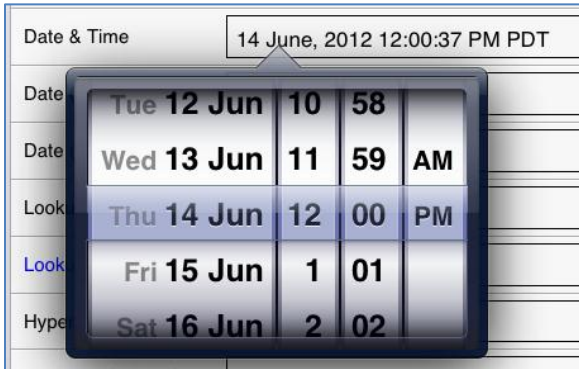 Date & Time 14 June, 2012 12:00:37 PM PDT
Date
Tue 12 Jun 10 58
Date
Wed 13 Jun 11 59 AM
Look
Thu 14 Jun 12 00 PM
Look
Fri 15 Jun 1 01
Hype
Sat 16 Jun 2 02